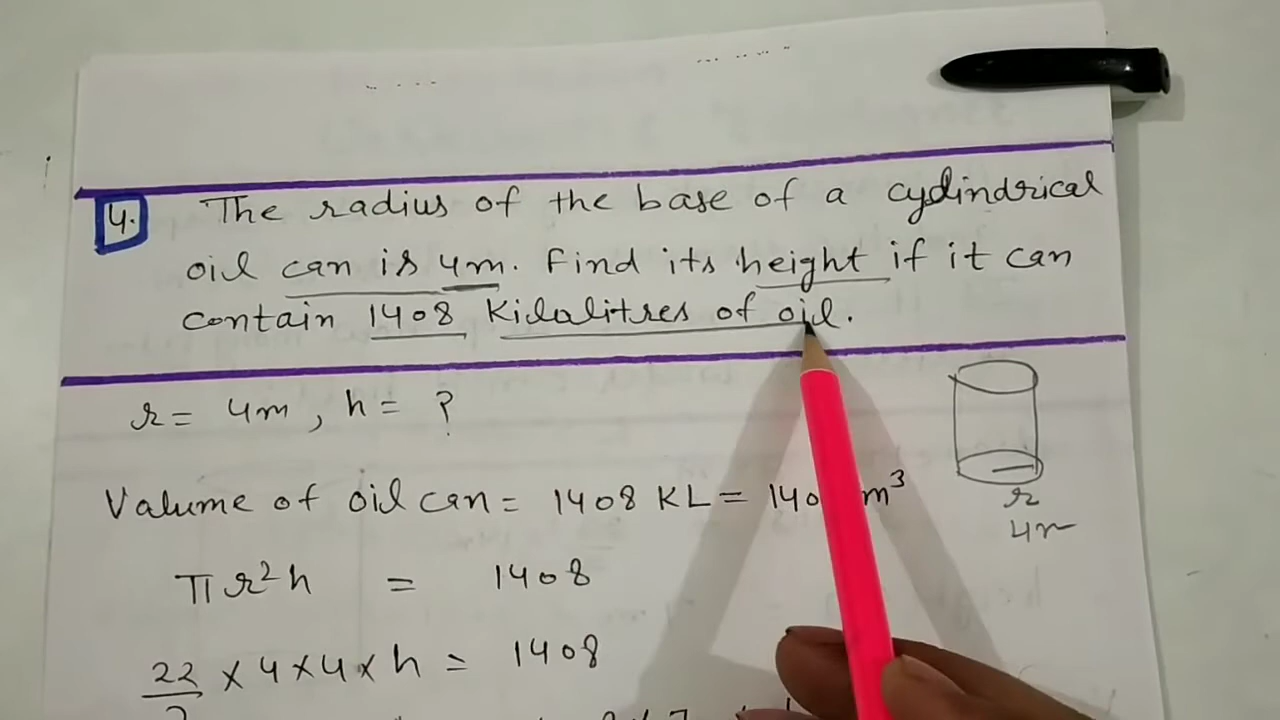 4. The radius of the base of a cylindrical
oil can is 4m. Find its height if it can
contain 1408 Kilolitres of oil.
r = 4m, h = ?
Volume of oil can = 1408 KL = 140 m³
r
4m
πr²h = 1408
22 × 4 × 4 × h = 1408